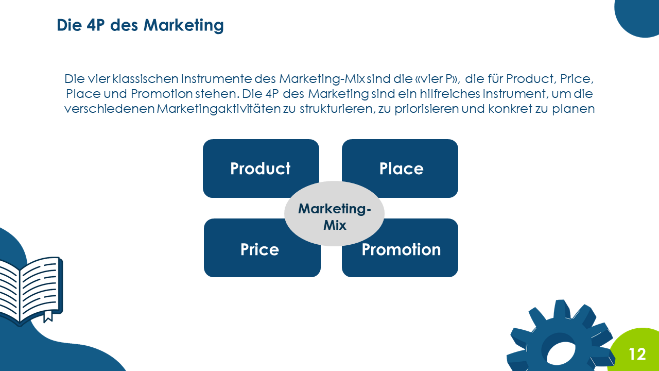 Die 4P des Marketing
Die vier klassischen Instrumente des Marketing-Mix sind die «vier P», die für Product, Price,
Place und Promotion stehen. Die 4P des Marketing sind ein hilfreiches Instrument, um die
verschiedenen Marketingaktivitäten zu strukturieren, zu priorisieren und konkret zu planen
Product
Place
Marketing-
Mix
Price
Promotion
12